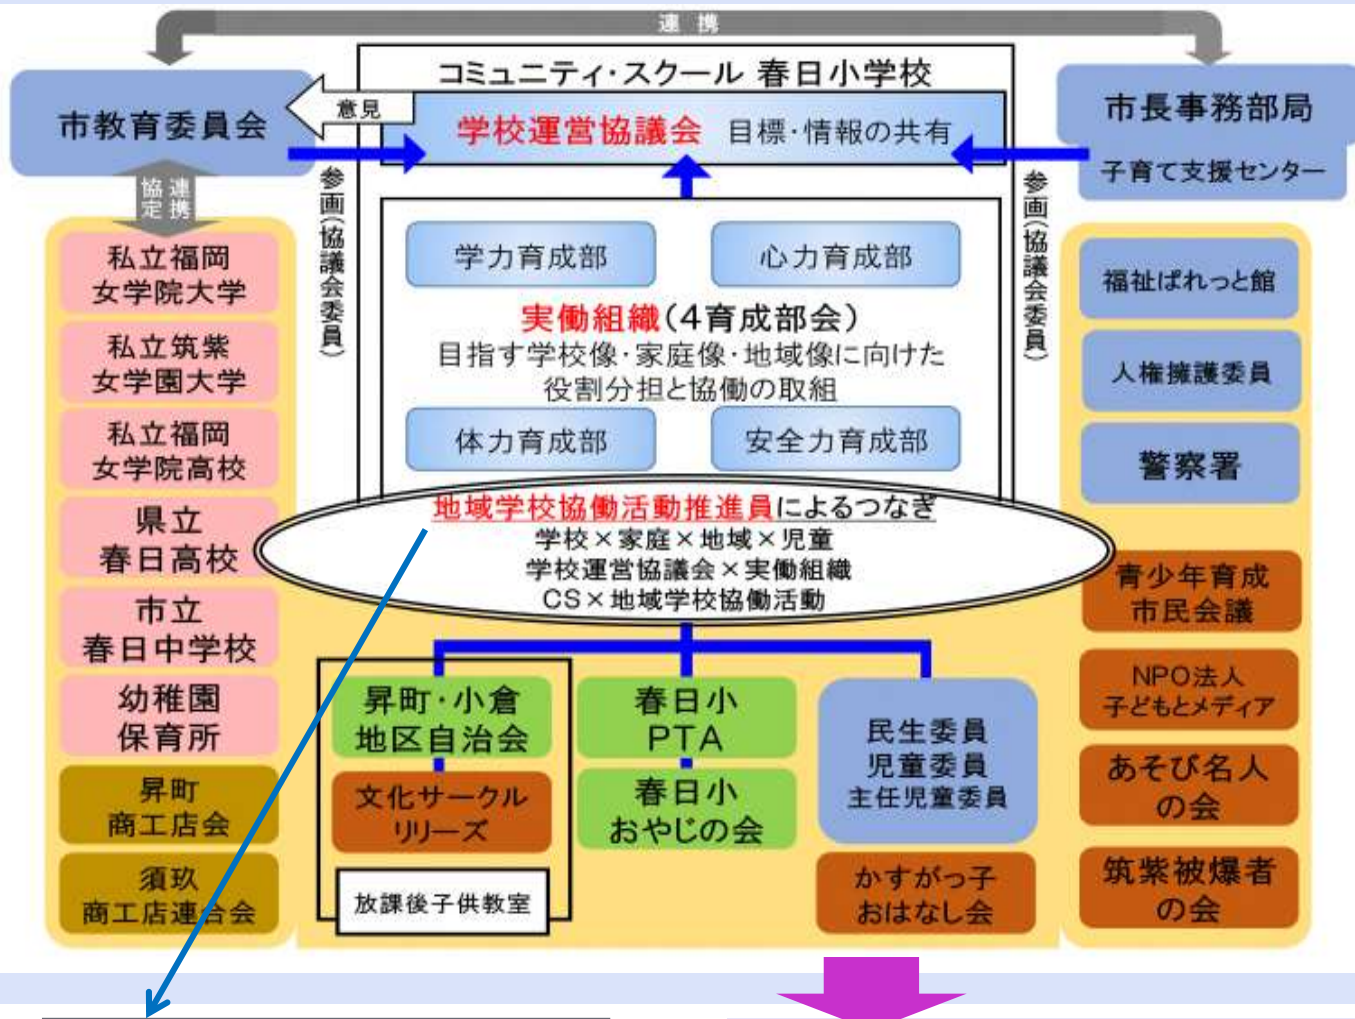 連携
コミュニティ・スクール 春日小学校
市教育委員会
意見
学校運営協議会 目標・情報の共有
市長事務部局
子育て支援センター
連携
協定
参画(協議会委員)
参画(協議会委員)
学力育成部
心力育成部
実働組織(4育成部会)
目指す学校像・家庭像・地域像に向けた
役割分担と協働の取組
体力育成部
安全力育成部
地域学校協働活動推進員によるつなぎ
学校×家庭×地域×児童
学校運営協議会×実働組織
CS×地域学校協働活動
私立福岡
女学院大学
私立筑紫
女学園大学
私立福岡
女学院高校
県立
春日高校
市立
春日中学校
幼稚園
保育所
昇町
商工店会
須玖
商工店連合会
昇町・小倉
地区自治会
文化サークル
リリーズ
放課後子供教室
春日小
PTA
春日小
おやじの会
民生委員
児童委員
主任児童委員
かすがっ子
おはなし会
福祉ぱれっと館
人権擁護委員
警察署
青少年育成
市民会議
NPO法人
子どもとメディア
あそび名人
の会
筑紫被爆者
の会